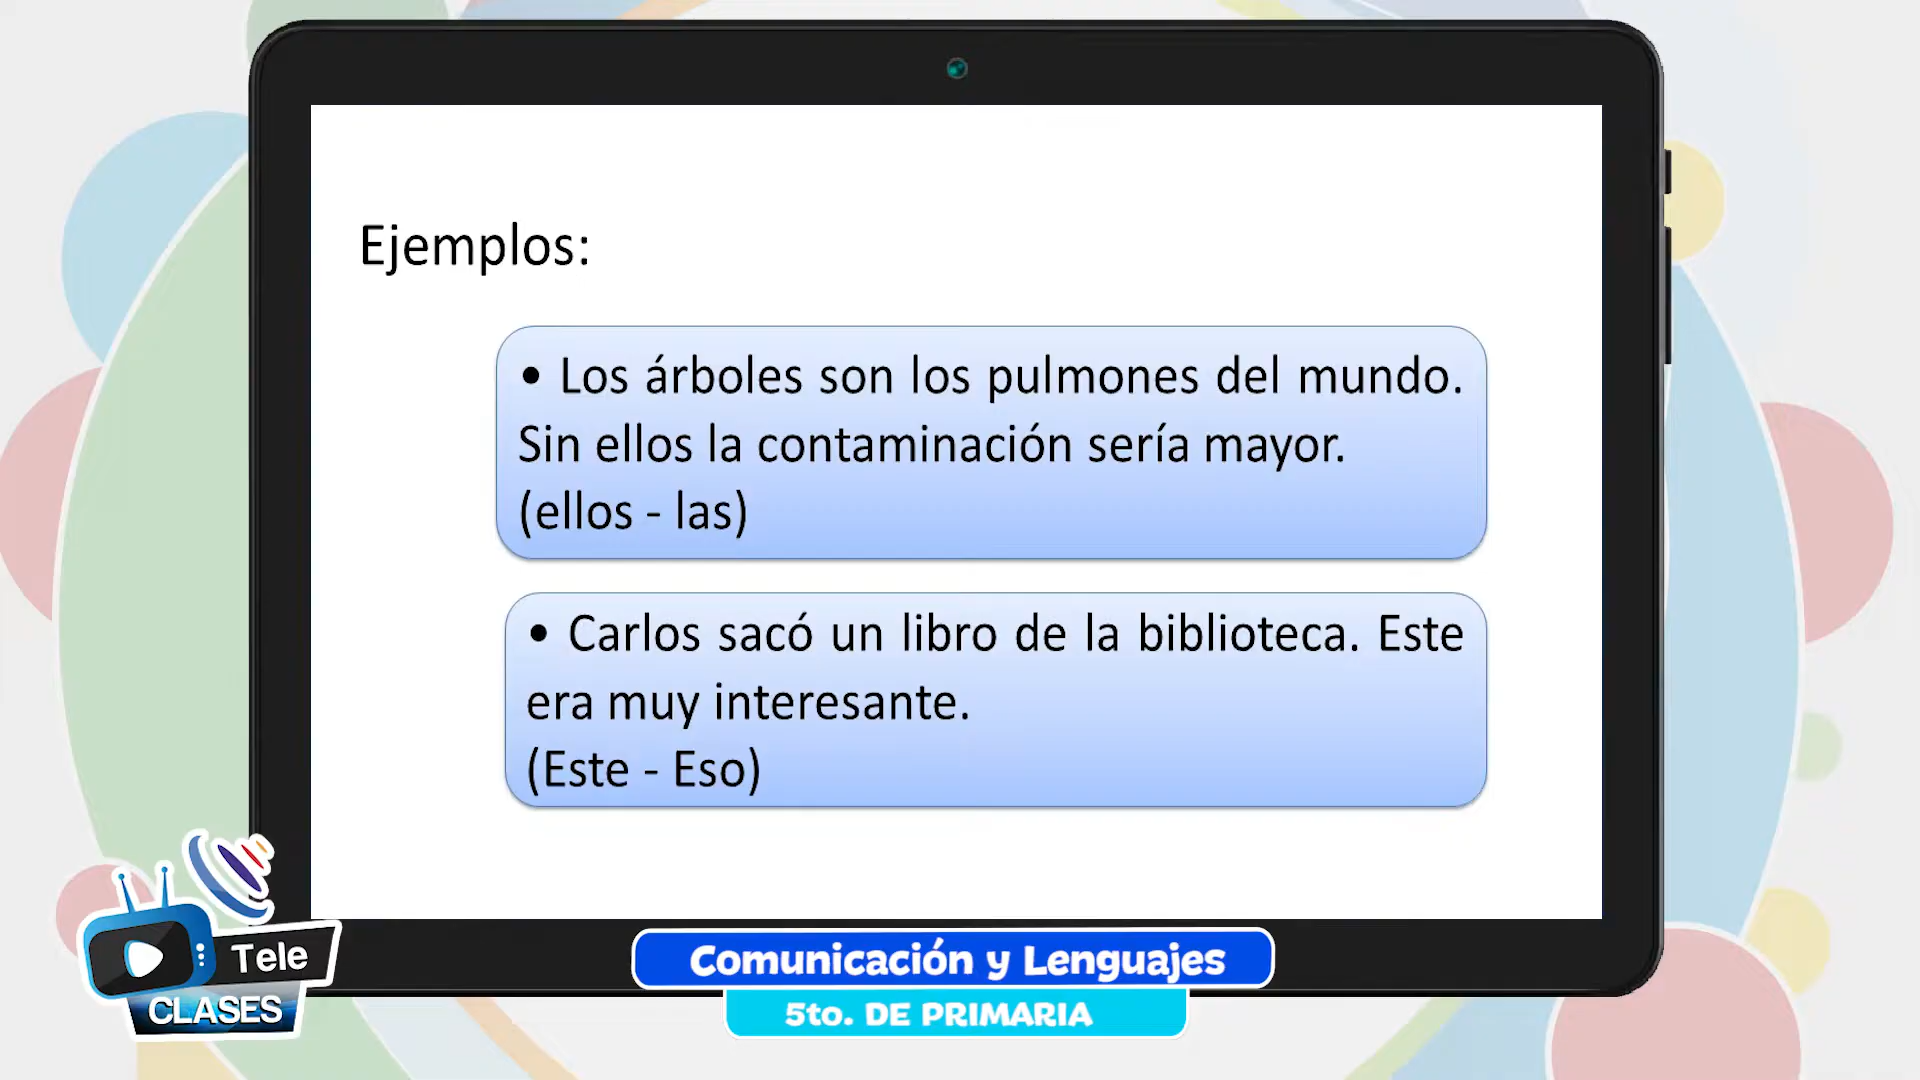 Ejemplos:
• Los árboles son los pulmones del mundo.
Sin ellos la contaminación sería mayor.
(ellos - las)
• Carlos sacó un libro de la biblioteca. Este
era muy interesante.
(Este - Eso)
Tele
CLASES
Comunicación y Lenguajes
5to. DE PRIMARIA